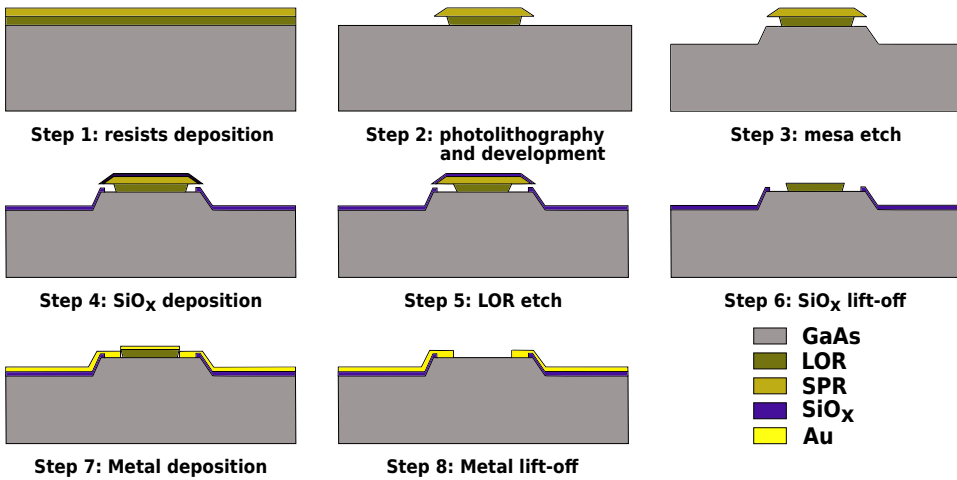 Step 1: resists deposition
Step 2: photolithography
and development
Step 3: mesa etch
Step 4: SiOx deposition
Step 5: LOR etch
Step 6: SiOx lift-off
GaAs
LOR
SPR
SiOx
Au
Step 7: Metal deposition
Step 8: Metal lift-off